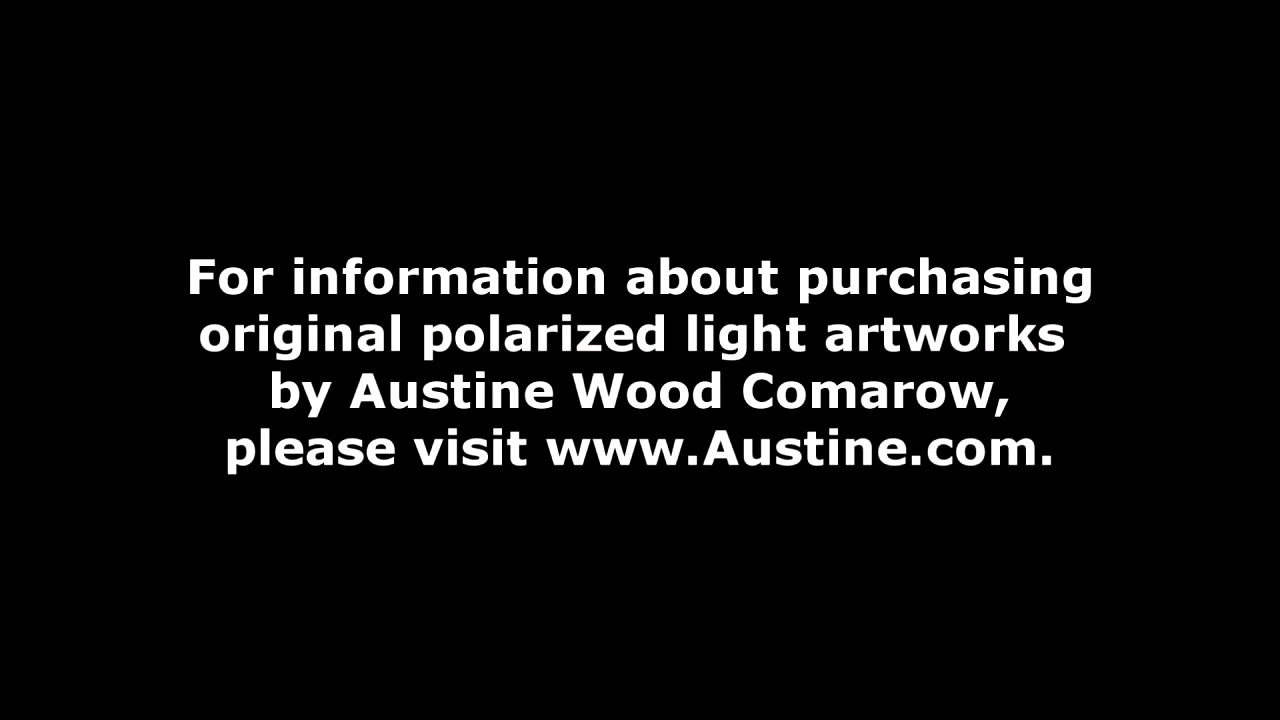 For information about purchasing
original polarized light artworks
by Austine Wood Comarow,
please visit www.Austine.com.